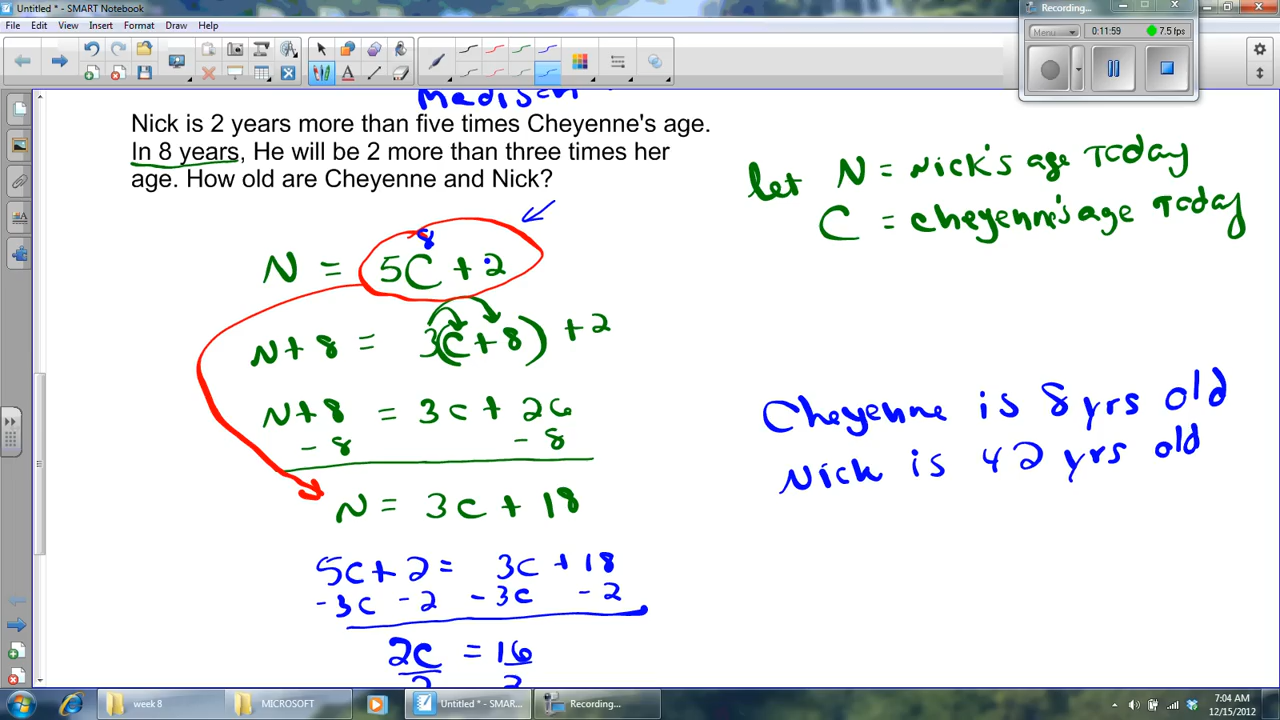 Untitled * - SMART Notebook
File Edit View Insert Format Draw Help
Recording...
Menu
0:11:59
7.5 fps
Madison
Nick is 2 years more than five times Cheyenne's age.
In 8 years, He will be 2 more than three times her
age. How old are Cheyenne and Nick?
let N = Nick's age Today
C = cheyenne's age Today
8
N = 5C + 2
N + 8 = 3(C + 8) + 2
N + 8 = 3C + 26
- 8 - 8
N = 3C + 18
5C + 2 = 3C + 18
-3C - 2 - 3C - 2
2C = 16
2 2
Cheyenne is 8 yrs old
Nick is 42 yrs old
week 8
MICROSOFT
Untitled * - SMAR...
Recording...
7:04 AM
12/15/2012